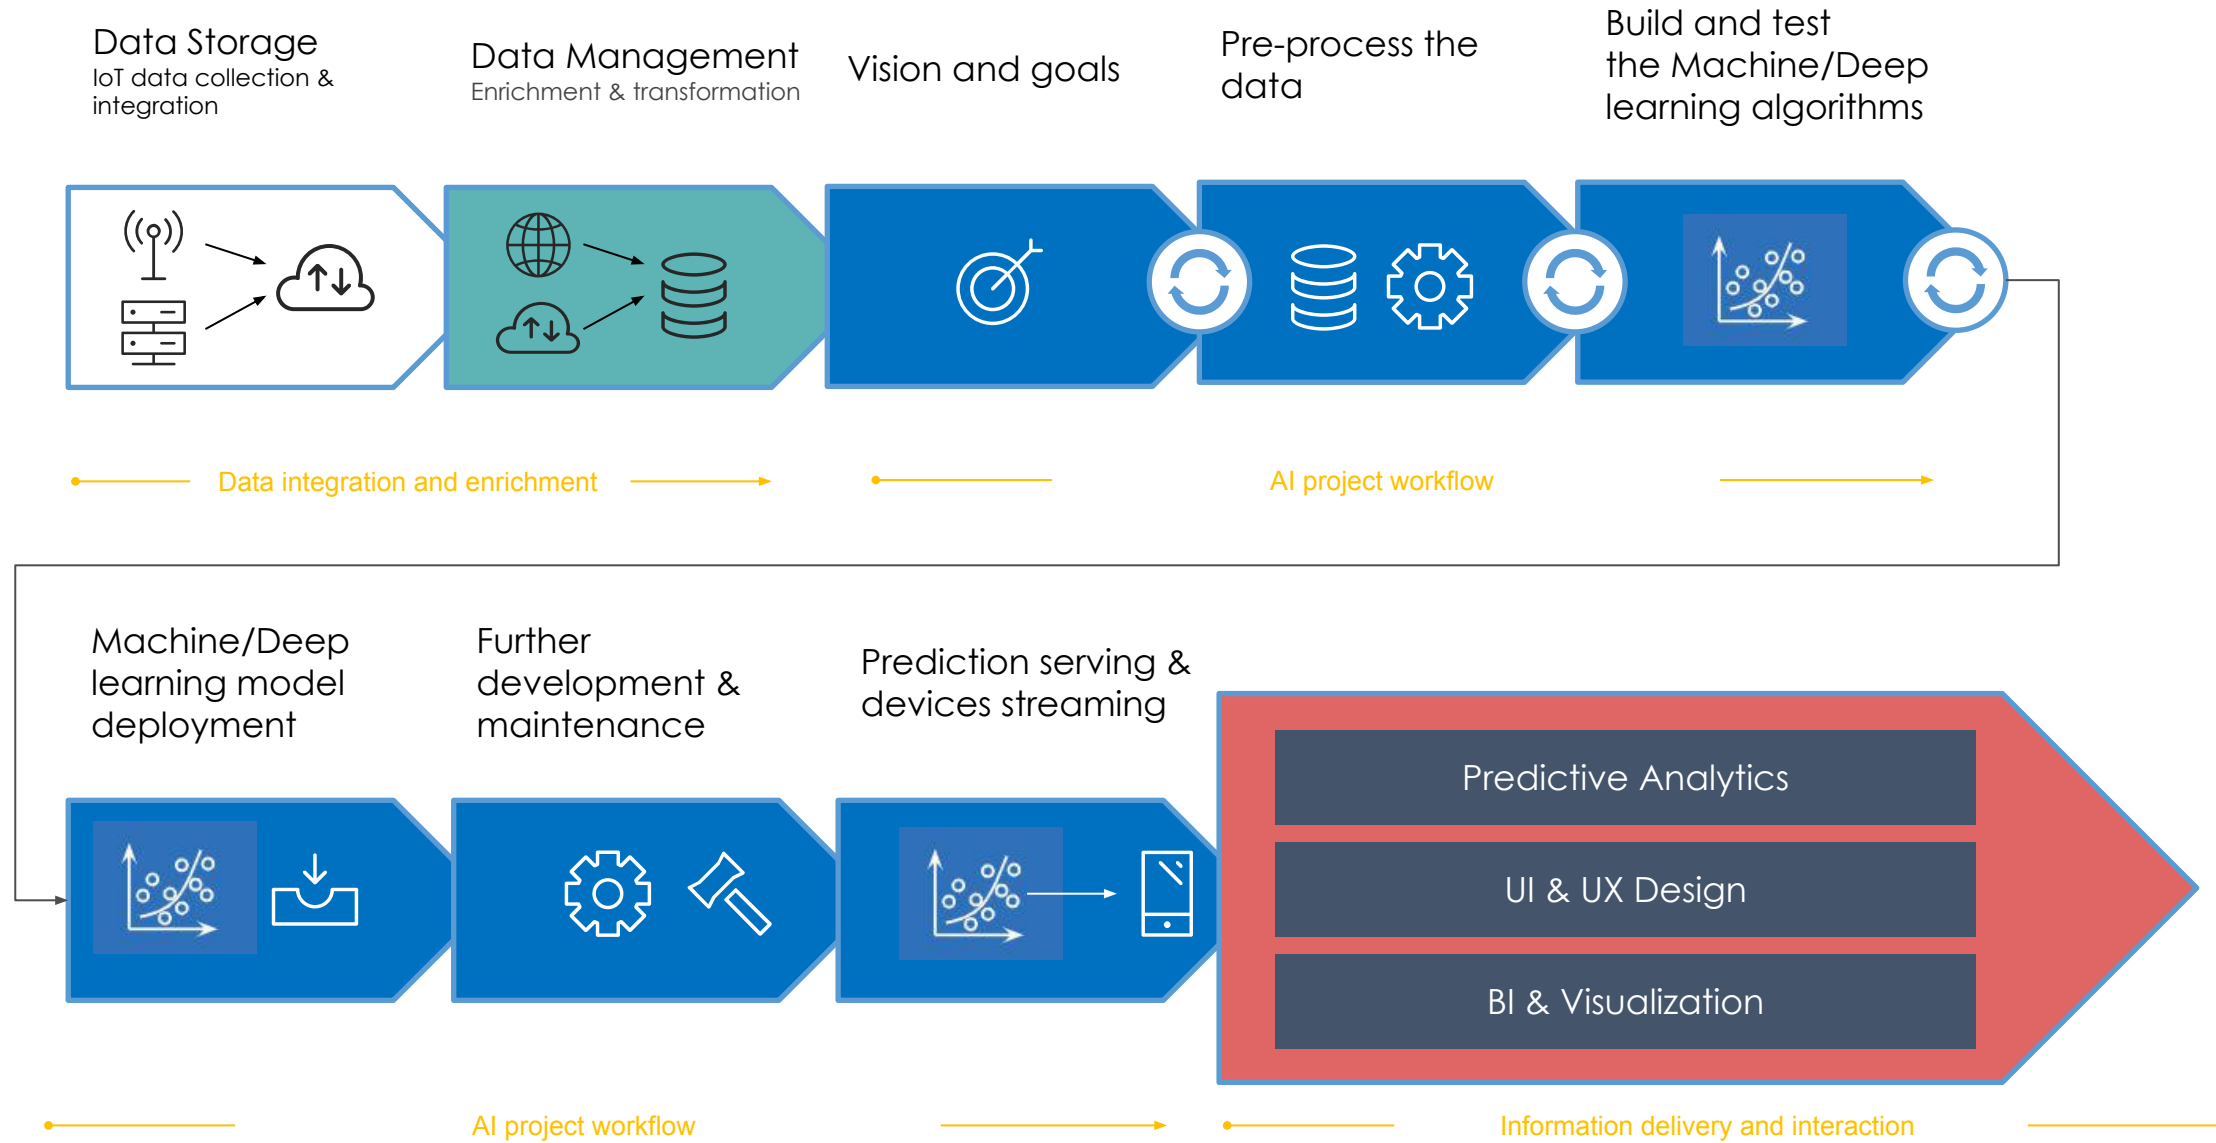 Data Storage
IoT data collection &
integration
Data Management
Enrichment & transformation
Vision and goals
Pre-process the
data
Build and test
the Machine/Deep
learning algorithms
Data integration and enrichment
AI project workflow
Machine/Deep
learning model
deployment
Further
development &
maintenance
Prediction serving &
devices streaming
Predictive Analytics
UI & UX Design
BI & Visualization
AI project workflow
Information delivery and interaction